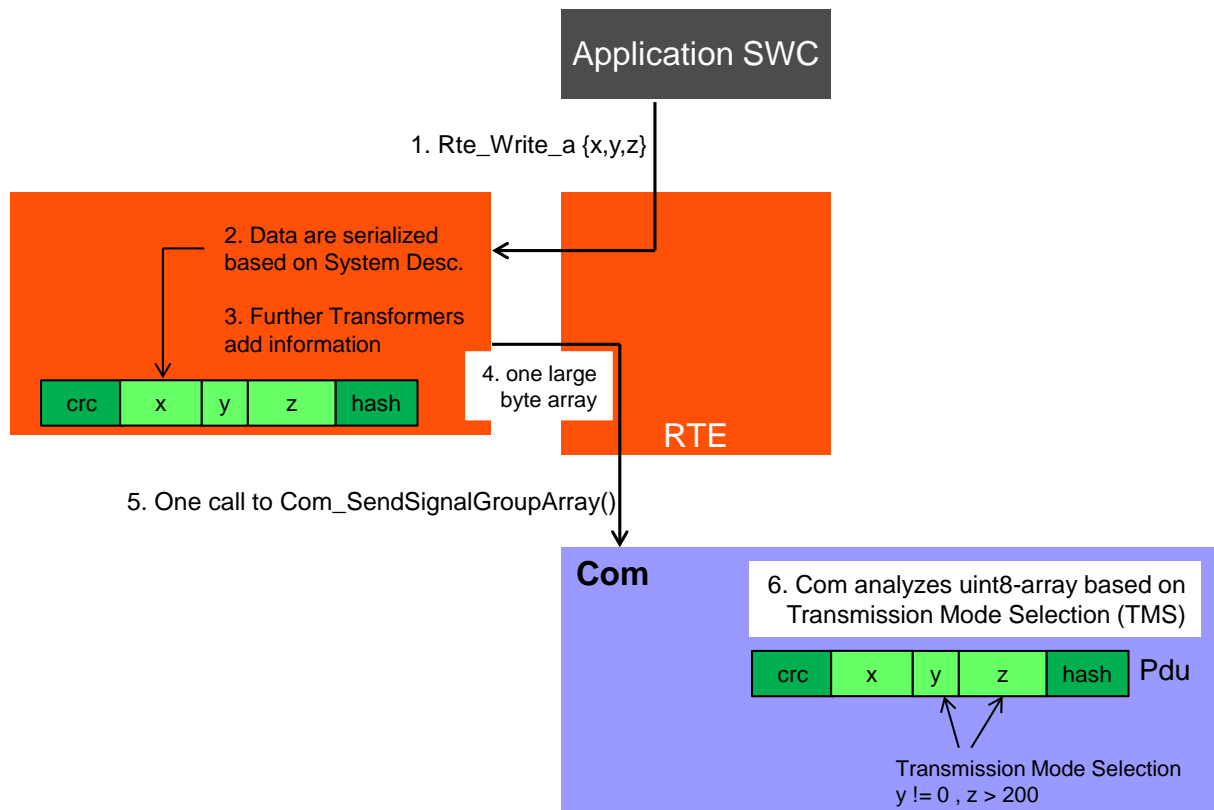 Application SWC
1. Rte_Write_a {x,y,z}
2. Data are serialized
based on System Desc.
3. Further Transformers
add information
crc x y z hash
4. one large
byte array
RTE
5. One call to Com_SendSignalGroupArray()
Com
6. Com analyzes uint8-array based on
Transmission Mode Selection (TMS)
crc x y z hash Pdu
Transmission Mode Selection
y != 0 , z > 200